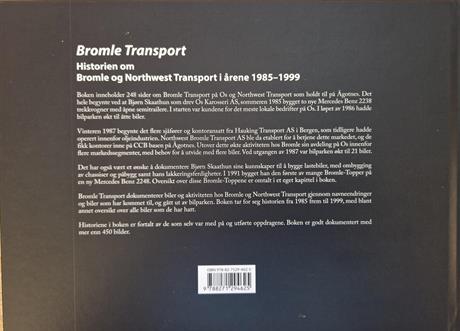 Bromle Transport
Historien om
Bromle og Northwest Transport i årene 1985–1999
Boken inneholder 248 sider om Bromle Transport på Os og Northwest Transport som holdt til på Ågotnes. Det
hele begynte ved at Bjørn Skaathun som drev Os Karosseri AS, sommeren 1985 bygget to nye Mercedes Benz 2238
trekkvogner med åpne semitrailere. I starten var kundene for det meste lokale bedrifter på Os. I løpet av 1986 hadde
bilparken økt til åtte biler.
Vinteren 1987 begynte det flere sjåfører og kontoransatt fra Hauking Transport AS i Bergen, som tidligere hadde
operert innenfor oljeindustrien. Northwest Bromle Transport AS ble da etablert for å betjene dette markedet, og de
fikk kontorer inne på CCB basen på Ågotnes. Utover dette økte aktiviteten hos Bromle sin avdeling på Os innenfor
flere markedssegmenter, med behov for å utvide med flere biler. Ved utgangen av 1987 var bilparken økt til 21 biler.
Det har også vært et ønske å dokumentere Bjørn Skaathun sine kunnskaper til å bygge lastebiler, med ombygging
av chassiser og påbygg samt hans lakkeringsferdigheter. I 1991 bygget han den første av mange Bromle-Topper på
en ny Mercedes Benz 2248. Oversikt over disse Bromle-Toppene er omtalt i et eget kapittel i boken.
Bromle Transport dokumenterer biler og aktiviteten hos Bromle og Northwest Transport gjennom navneendringer
og biler som har kommet til, og gått ut av bilparken. Boken tar for seg historien fra 1985 frem til 1999, med blant
annet oversikt over alle biler som de har hatt.
Historiene i boken er fortalt av de som selv var med på og utførte oppdragene. Boken er godt dokumentert med
mer enn 450 bilder.
ISBN 978-82-7129-462-5
9 788271 294625